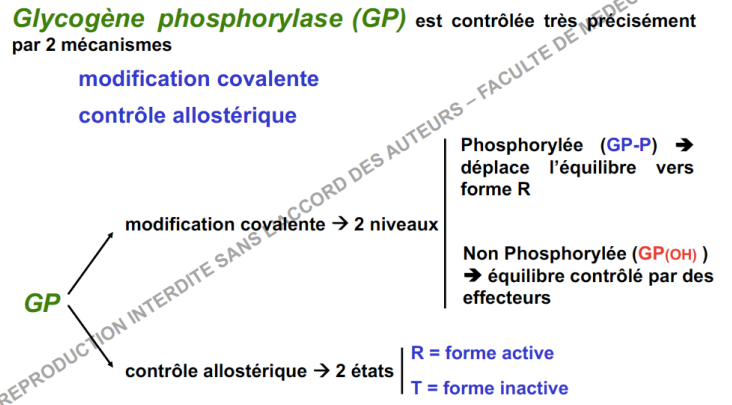 Glycogène phosphorylase (GP) est contrôlée très précisément
par 2 mécanismes
modification covalente
contrôle allostérique
Phosphorylée (GP-P) ➔
déplace l'équilibre vers
forme R
modification covalente → 2 niveaux
Non Phosphorylée (GP(OH) )
➔ équilibre contrôlé par des
effecteurs
GP
contrôle allostérique → 2 états
R = forme active
T = forme inactive
REPRODUCTION INTERDITE SANS L'ACCORD DES AUTEURS – FACULTE DE